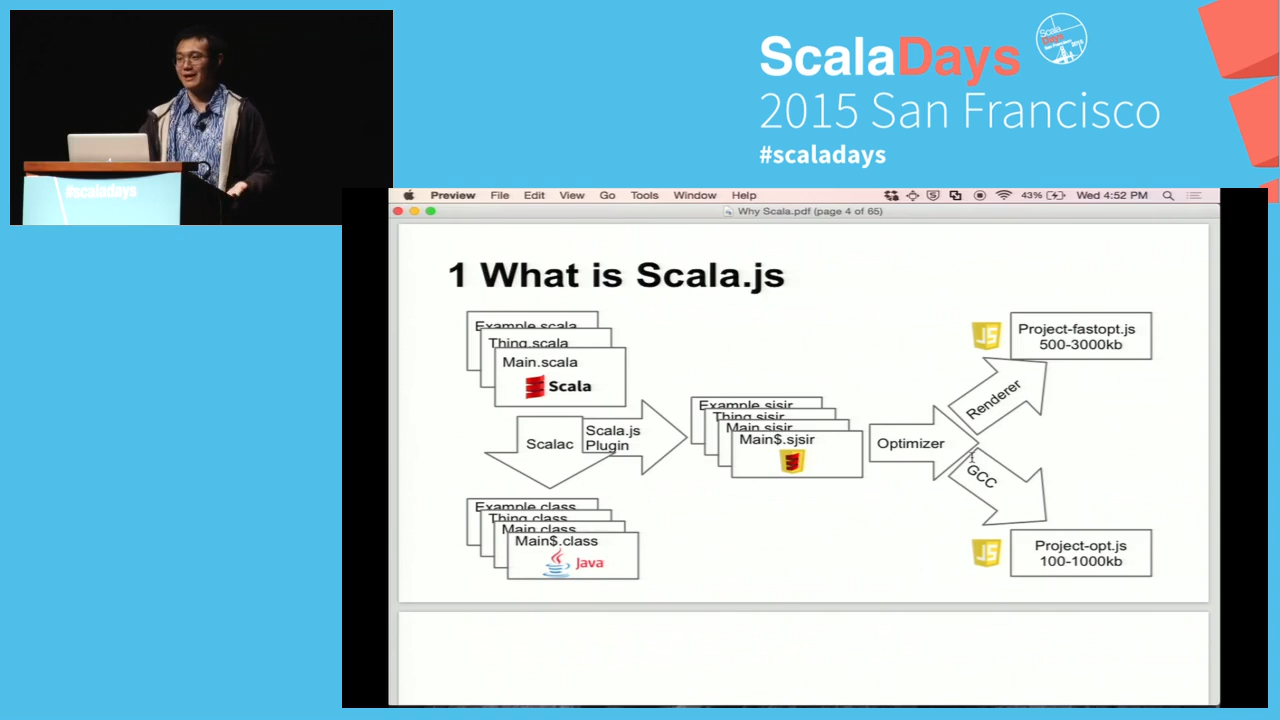 ScalaDays
2015 San Francisco
#scaladays
#scaladays
Preview File Edit View Go Tools Window Help 43% Wed 4:52 PM
Why Scala.pdf (page 4 of 65)
1 What is Scala.js
Example.scala
Thing.scala
Main.scala
Scala
Scalac
Scala.js
Plugin
Example.class
Thing.class
Main.class
Main$.class
Java
Example.sjsir
Thing.sjsir
Main.sjsir
Main$.sjsir
Optimizer
Renderer
GCC
JS
Project-fastopt.js
500-3000kb
JS
Project-opt.js
100-1000kb